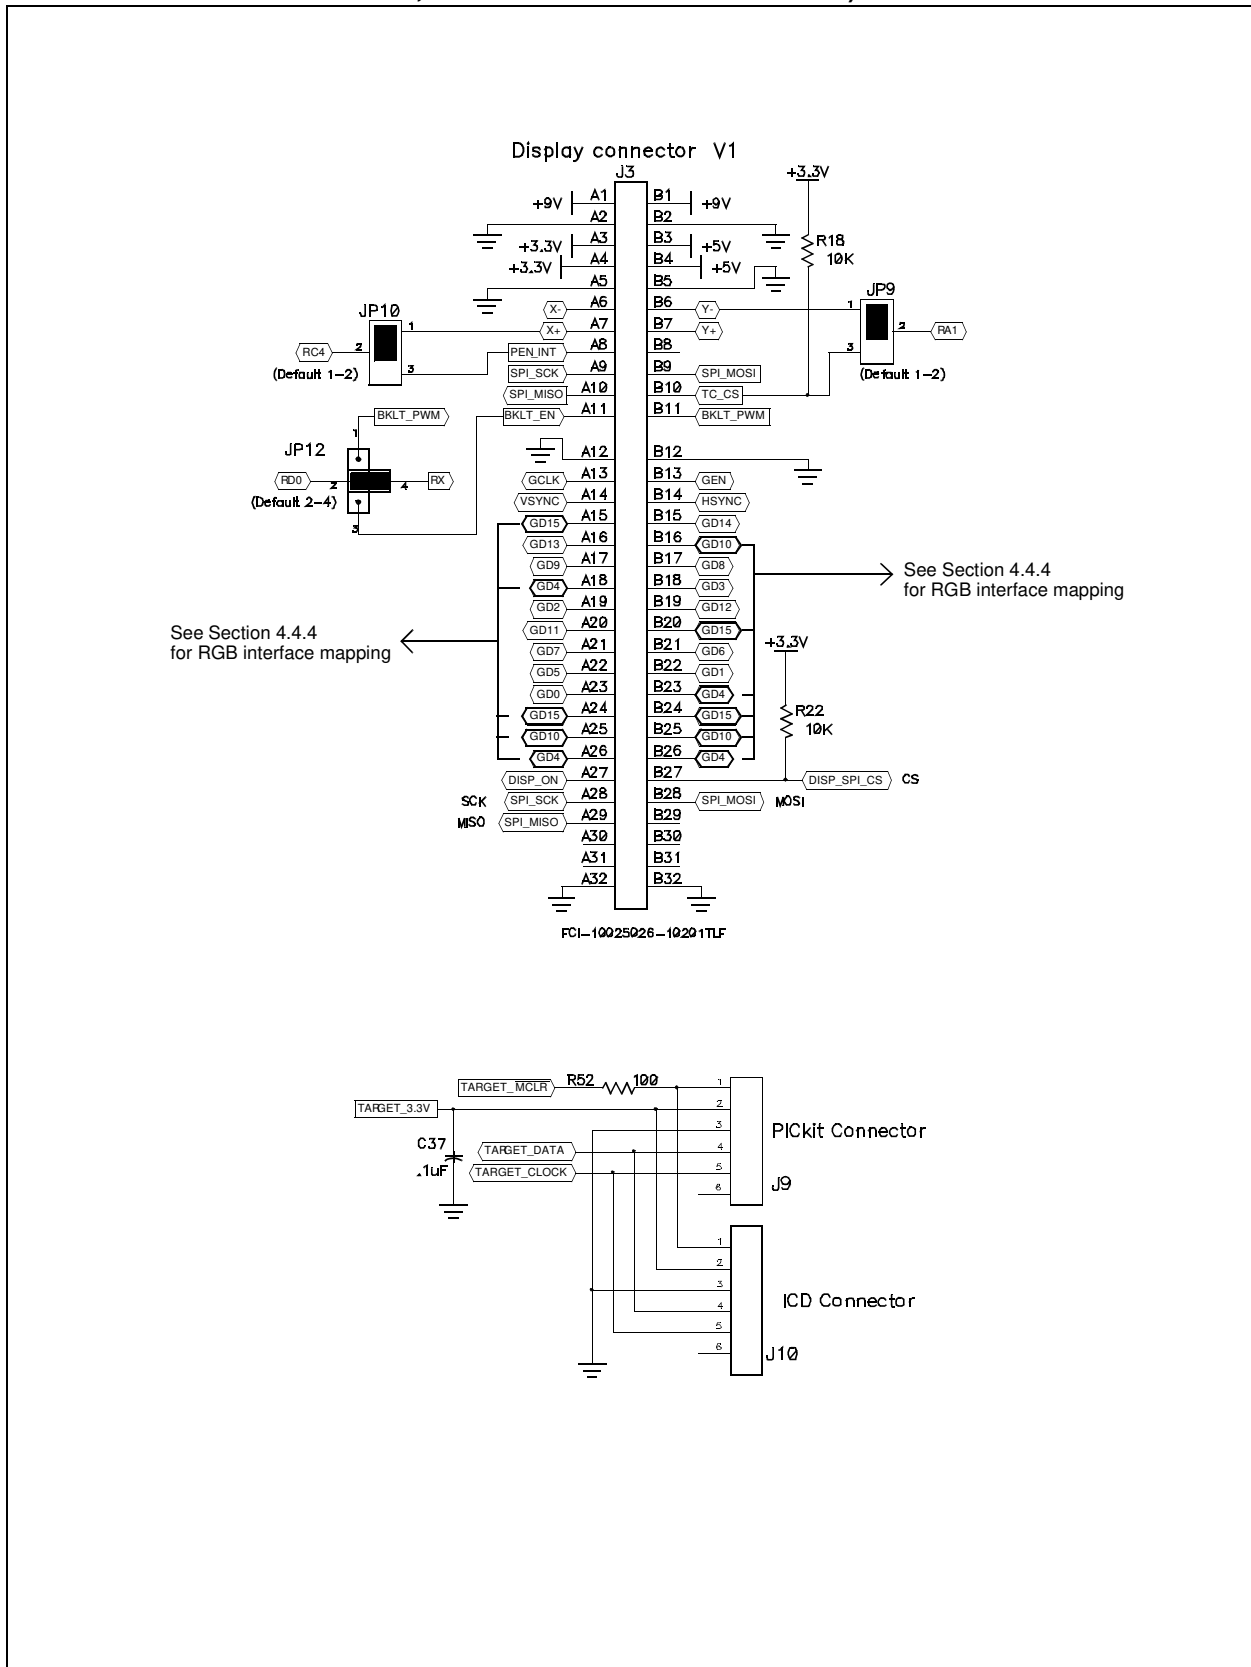 Display connector V1
J3
+3.3V
+9V A1 B1 +9V
A2 B2
+3.3V A3 B3 +5V
R18
10K
+3.3V A4 B4 +5V
A5 B5
JP10
JP9
X- A6 B6 Y- 1
1 X+ A7 B7 Y+ 2 RA1
RC4 2 PEN_INT A8 B8 3
(Default 1-2) 3 SPI_SCK A9 B9 SPI_MOSI (Default 1-2)
SPI_MISO A10 B10 TC_CS
BKLT_PWM BKLT_EN A11 B11 BKLT_PWM
1
JP12
A12 B12
RD0 2 4 RX GCLK A13 B13 GEN
(Default 2-4) VSYNC A14 B14 HSYNC
3 GD15 A15 B15 GD14
GD13 A16 B16 GD10
GD9 A17 B17 GD8
See Section 4.4.4
for RGB interface mapping
GD4 A18 B18 GD3
GD2 A19 B19 GD12
GD11 A20 B20 GD15
See Section 4.4.4
for RGB interface mapping
+3.3V
GD7 A21 B21 GD6
GD5 A22 B22 GD1
GD0 A23 B23 GD4
GD15 A24 B24 GD15
R22
10K
GD10 A25 B25 GD10
GD4 A26 B26 GD4
DISP_ON A27 B27 DISP_SPI_CS CS
SCK SPI_SCK A28 B28 SPI_MOSI MOSI
MISO SPI_MISO A29 B29
A30 B30
A31 B31
A32 B32
FCI-10025026-10201TLF
TARGET_MCLR R52 100 1
TARGET_3.3V 2
3 PICkit Connector
C37
.1uF
TARGET_DATA 4
TARGET_CLOCK 5
6 J9
1
2
3 ICD Connector
4
5
6 J10